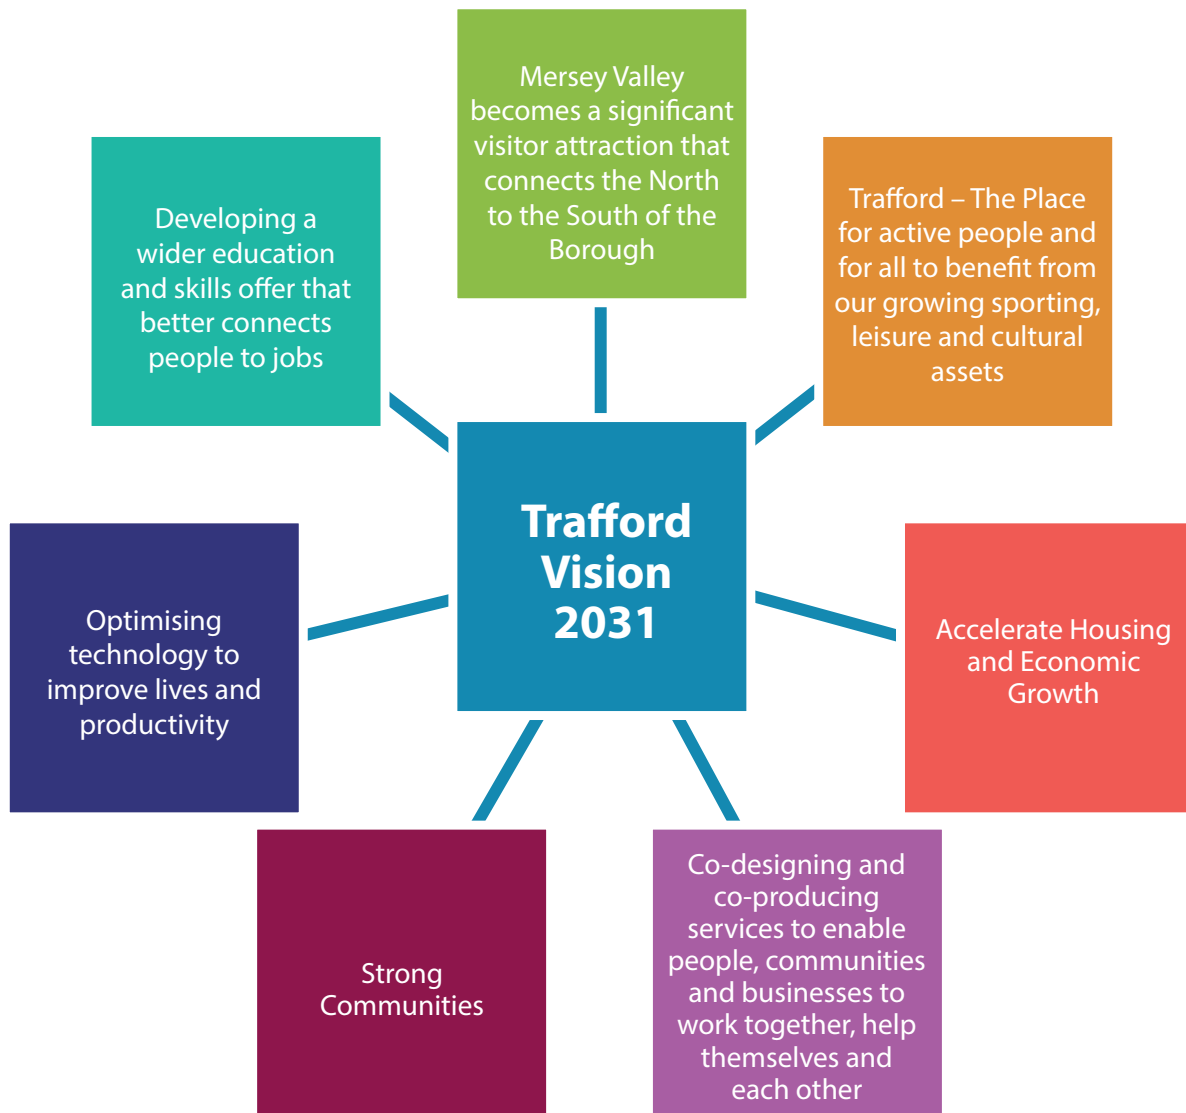 Mersey Valley
becomes a significant
visitor attraction that
connects the North
to the South of the
Borough
Developing a
wider education
and skills offer that
better connects
people to jobs
Trafford – The Place
for active people and
for all to benefit from
our growing sporting,
leisure and cultural
assets
Trafford
Vision
2031
Optimising
technology to
improve lives and
productivity
Accelerate Housing
and Economic
Growth
Strong
Communities
Co-designing and
co-producing
services to enable
people, communities
and businesses to
work together, help
themselves and
each other